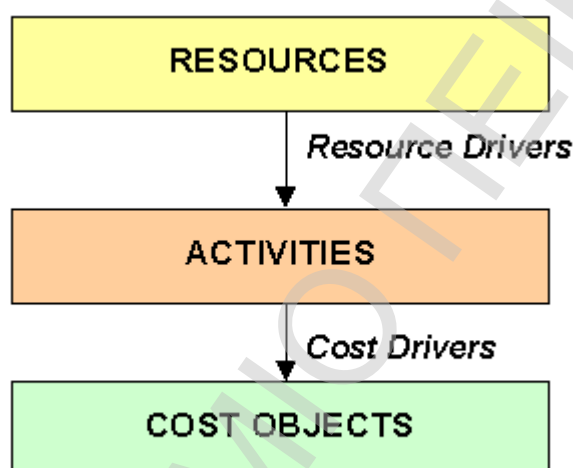 RESOURCES
Resource Drivers
ACTIVITIES
Cost Drivers
COST OBJECTS